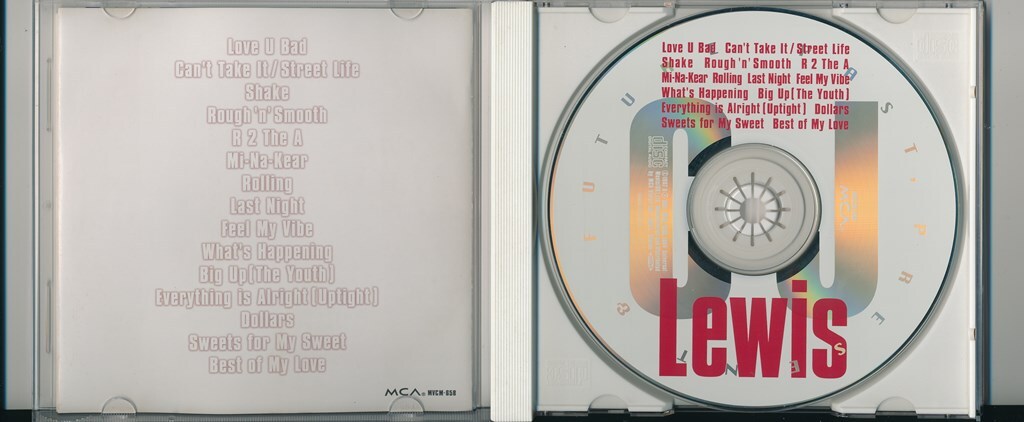 Love U Bad
Can't Take It/Street Life
Shake
Rough 'n' Smooth
R 2 The A
Mi-Na-Kear
Rolling
Last Night
Feel My Vibe
What's Happening
Big Up(The Youth)
Everything is Alright(Uptight)
Dollars
Sweets for My Sweet
Best of My Love
MCA® MVCM-658
Love U Bad Can't Take It/Street Life
Shake Rough 'n' Smooth R 2 The A
Mi-Na-Kear Rolling Last Night Feel My Vibe
What's Happening Big Up(The Youth)
Everything is Alright(Uptight) Dollars
Sweets for My Sweet Best of My Love
CJ
Lewis